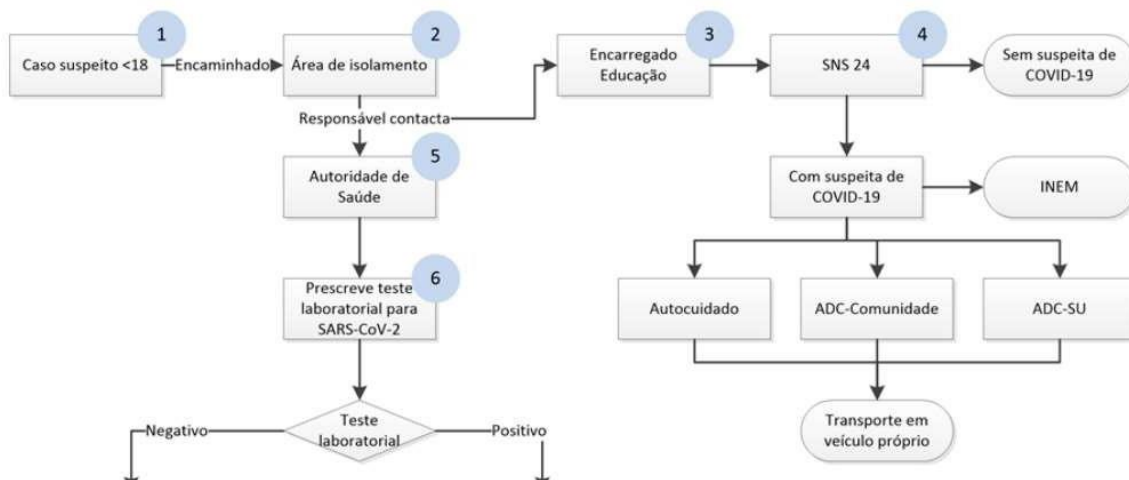 1
Caso suspeito <18
Encaminhado
2
Área de isolamento
Responsável contacta
3
Encarregado
Educação
4
SNS 24
Sem suspeita de
COVID-19
5
Autoridade de
Saúde
Com suspeita de
COVID-19
INEM
6
Prescreve teste
laboratorial para
SARS-CoV-2
Autocuidado
ADC-Comunidade
ADC-SU
Teste
laboratorial
Negativo
Positivo
Transporte em
veículo próprio